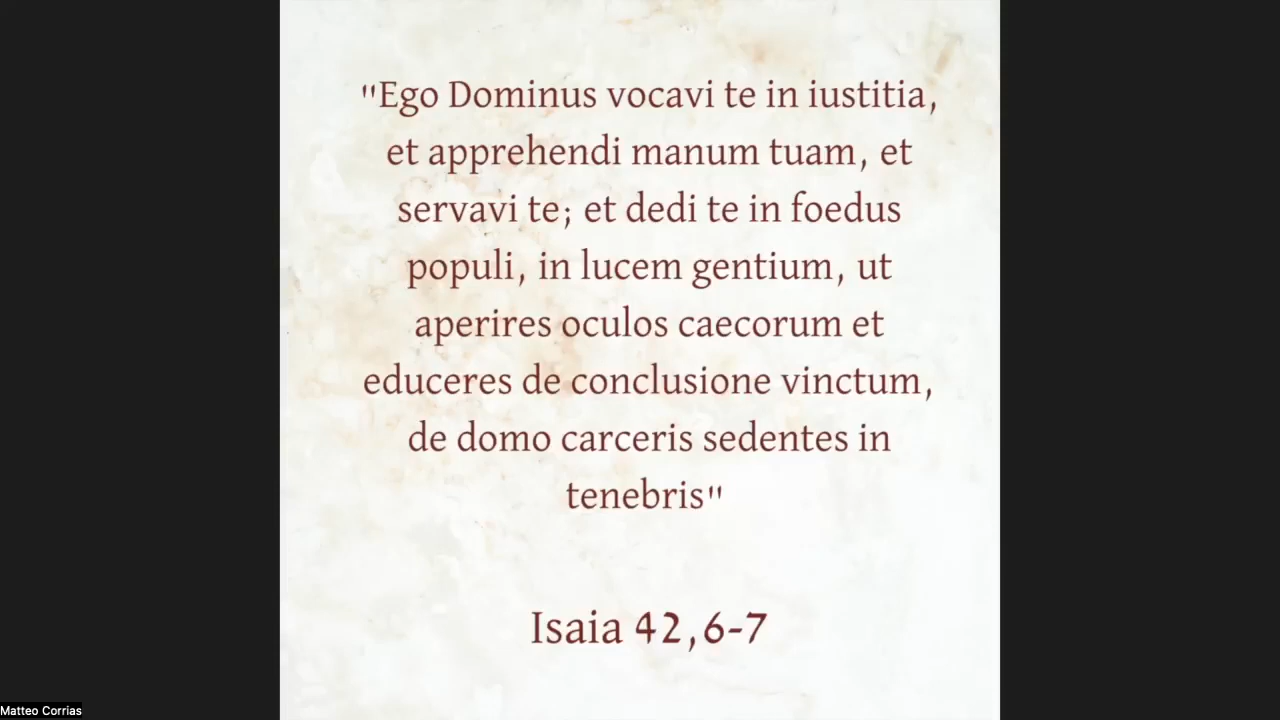 "Ego Dominus vocavi te in iustitia,
et apprehendi manum tuam, et
servavi te; et dedi te in foedus
populi, in lucem gentium, ut
aperires oculos caecorum et
educeres de conclusione vinctum,
de domo carceris sedentes in
tenebris"
Isaia 42,6-7
Matteo Corrias